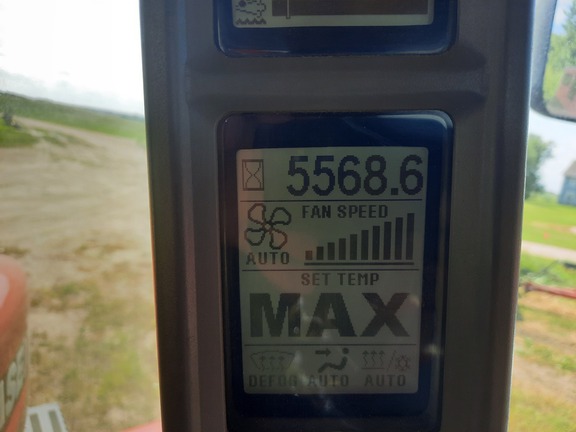 5568.6
FAN SPEED
AUTO
SET TEMP
MAX
DEFOG AUTO AUTO